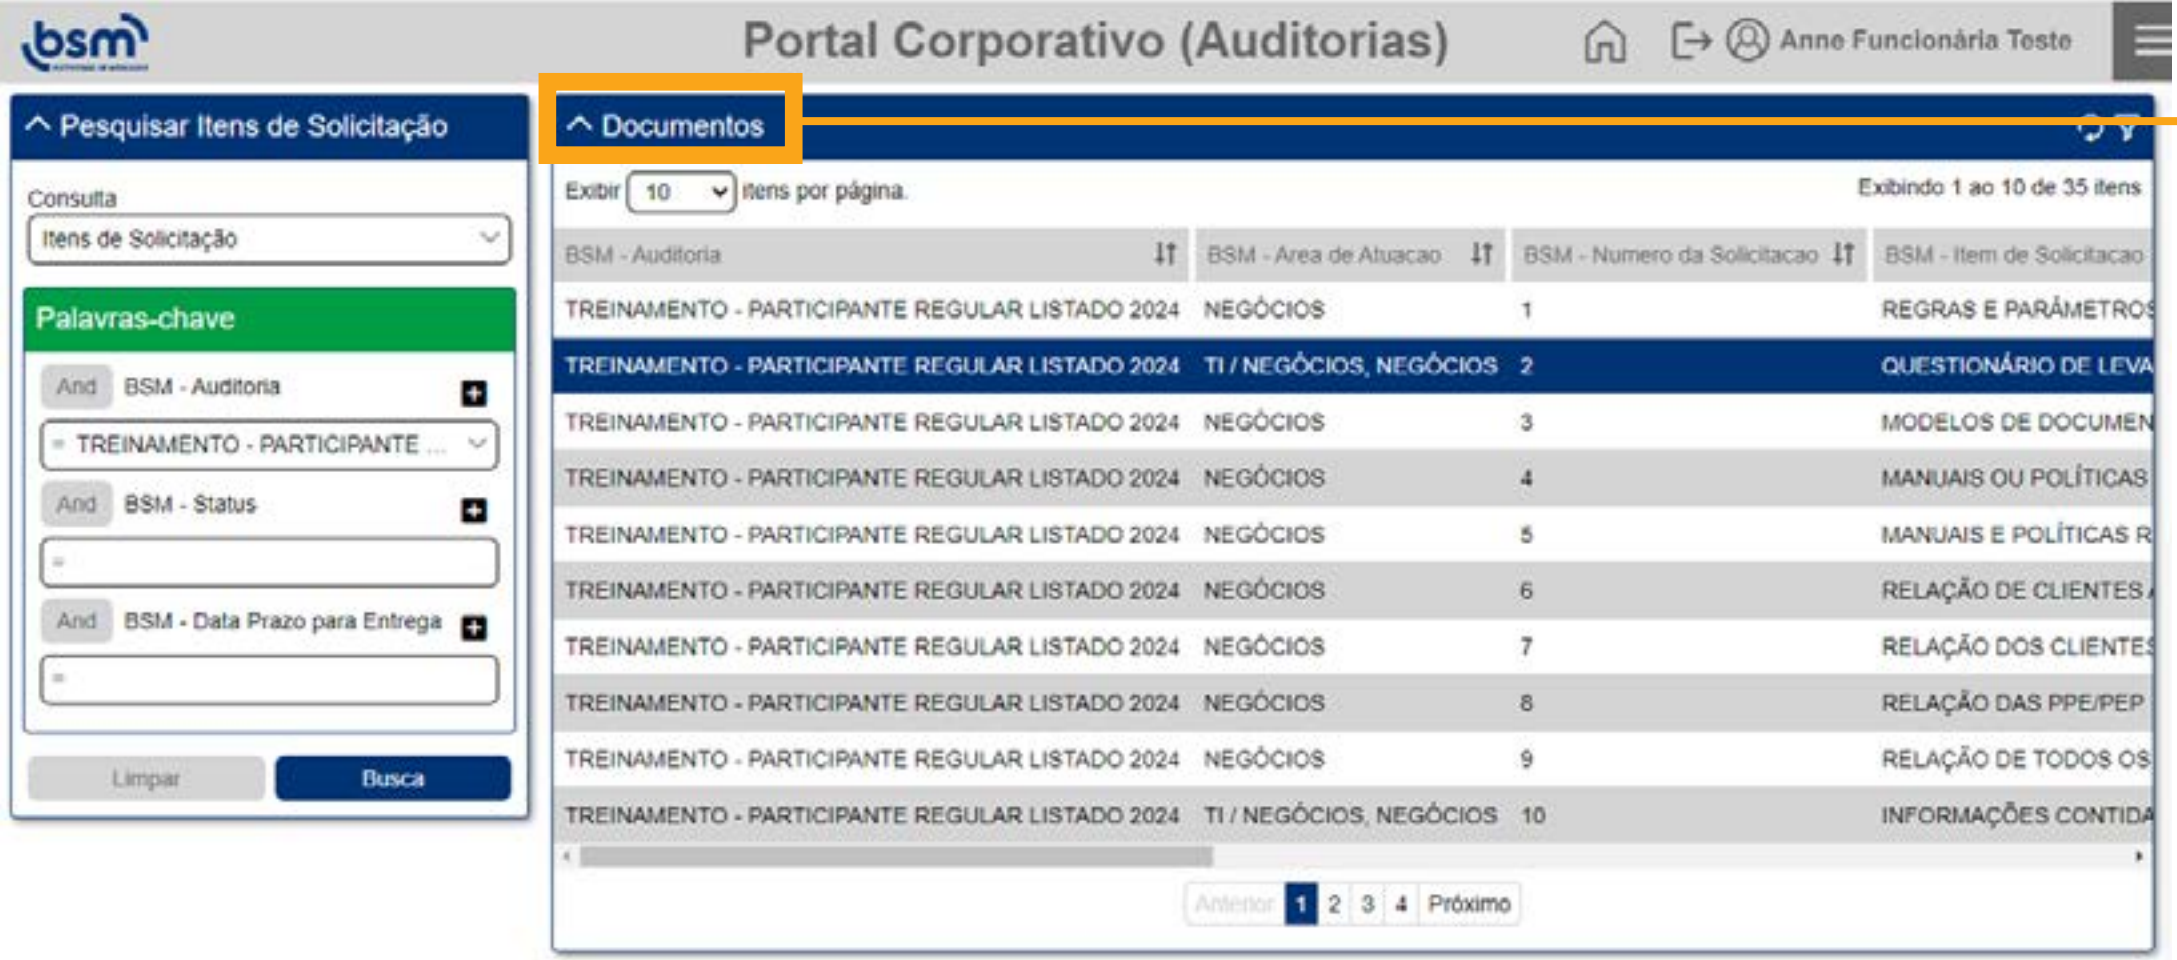 bsm
Portal Corporativo (Auditorias)
Anne Funcionária Teste
Pesquisar Itens de Solicitação
Consulta
Itens de Solicitação
Palavras-chave
And BSM - Auditoria
= TREINAMENTO - PARTICIPANTE ...
And BSM - Status
=
And BSM - Data Prazo para Entrega
=
Limpar Busca
Documentos
Exibir 10 itens por página.
Exibindo 1 ao 10 de 35 itens
BSM - Auditoria BSM - Area de Atuacao BSM - Numero da Solicitacao BSM - Item de Solicitacao
TREINAMENTO - PARTICIPANTE REGULAR LISTADO 2024 NEGÓCIOS 1 REGRAS E PARÂMETROS
TREINAMENTO - PARTICIPANTE REGULAR LISTADO 2024 TI / NEGÓCIOS, NEGÓCIOS 2 QUESTIONÁRIO DE LEVA
TREINAMENTO - PARTICIPANTE REGULAR LISTADO 2024 NEGÓCIOS 3 MODELOS DE DOCUMEN
TREINAMENTO - PARTICIPANTE REGULAR LISTADO 2024 NEGÓCIOS 4 MANUAIS OU POLÍTICAS
TREINAMENTO - PARTICIPANTE REGULAR LISTADO 2024 NEGÓCIOS 5 MANUAIS E POLÍTICAS R
TREINAMENTO - PARTICIPANTE REGULAR LISTADO 2024 NEGÓCIOS 6 RELAÇÃO DE CLIENTES A
TREINAMENTO - PARTICIPANTE REGULAR LISTADO 2024 NEGÓCIOS 7 RELAÇÃO DOS CLIENTES
TREINAMENTO - PARTICIPANTE REGULAR LISTADO 2024 NEGÓCIOS 8 RELAÇÃO DAS PPE/PEP
TREINAMENTO - PARTICIPANTE REGULAR LISTADO 2024 NEGÓCIOS 9 RELAÇÃO DE TODOS OS
TREINAMENTO - PARTICIPANTE REGULAR LISTADO 2024 TI / NEGÓCIOS, NEGÓCIOS 10 INFORMAÇÕES CONTIDA
Anterior 1 2 3 4 Próximo